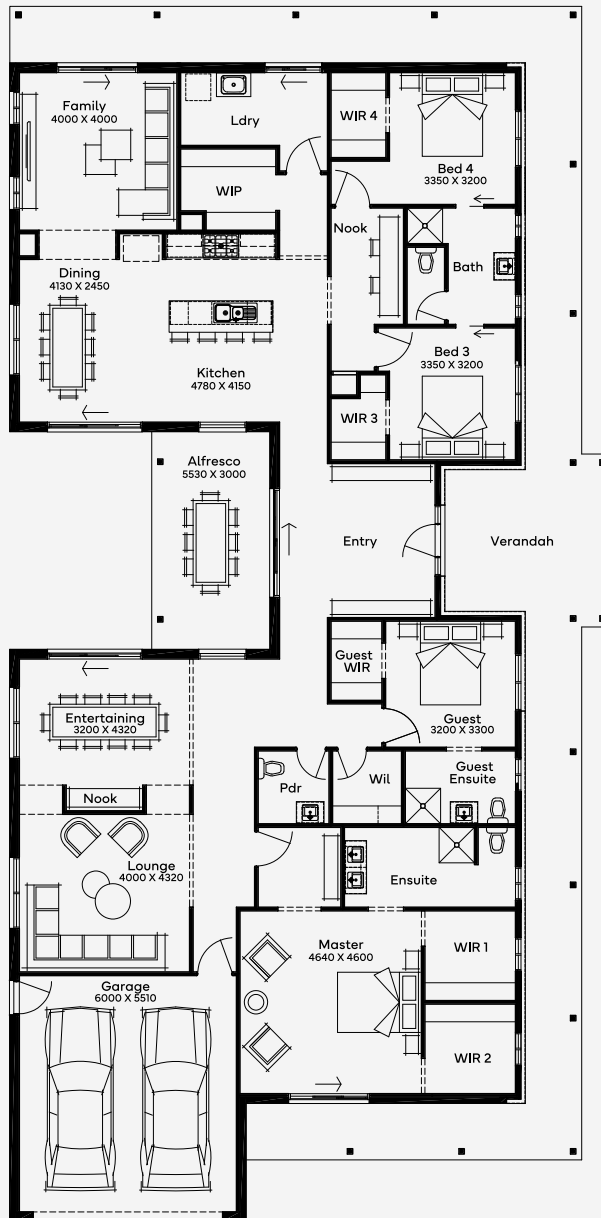 Family
4000 X 4000
Ldry
WIR 4
Bed 4
3350 X 3200
WIP
Nook
Bath
Dining
4130 X 2450
Kitchen
4780 X 4150
Bed 3
3350 X 3200
WIR 3
Alfresco
5530 X 3000
Entry
Verandah
Guest
WIR
Guest
3200 X 3300
Entertaining
3200 X 4320
Nook
Pdr
Wil
Guest
Ensuite
Lounge
4000 X 4320
Ensuite
Master
4640 X 4600
WIR 1
WIR 2
Garage
6000 X 5510